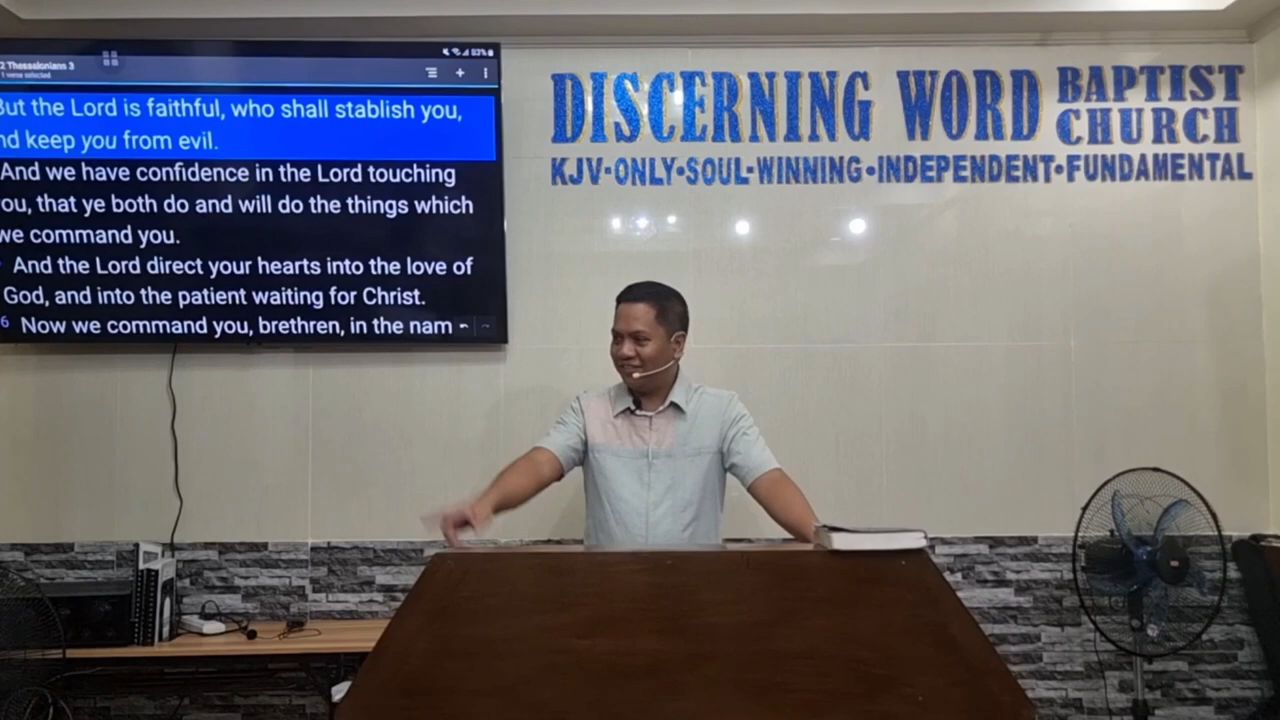 2 Thessalonians 3
1 verse selected
83%
But the Lord is faithful, who shall stablish you,
nd keep you from evil.
And we have confidence in the Lord touching
ou, that ye both do and will do the things which
we command you.
And the Lord direct your hearts into the love of
God, and into the patient waiting for Christ.
6 Now we command you, brethren, in the nam
DISCERNING WORD BAPTIST CHURCH
KJV-ONLY•SOUL-WINNING•INDEPENDENT•FUNDAMENTAL